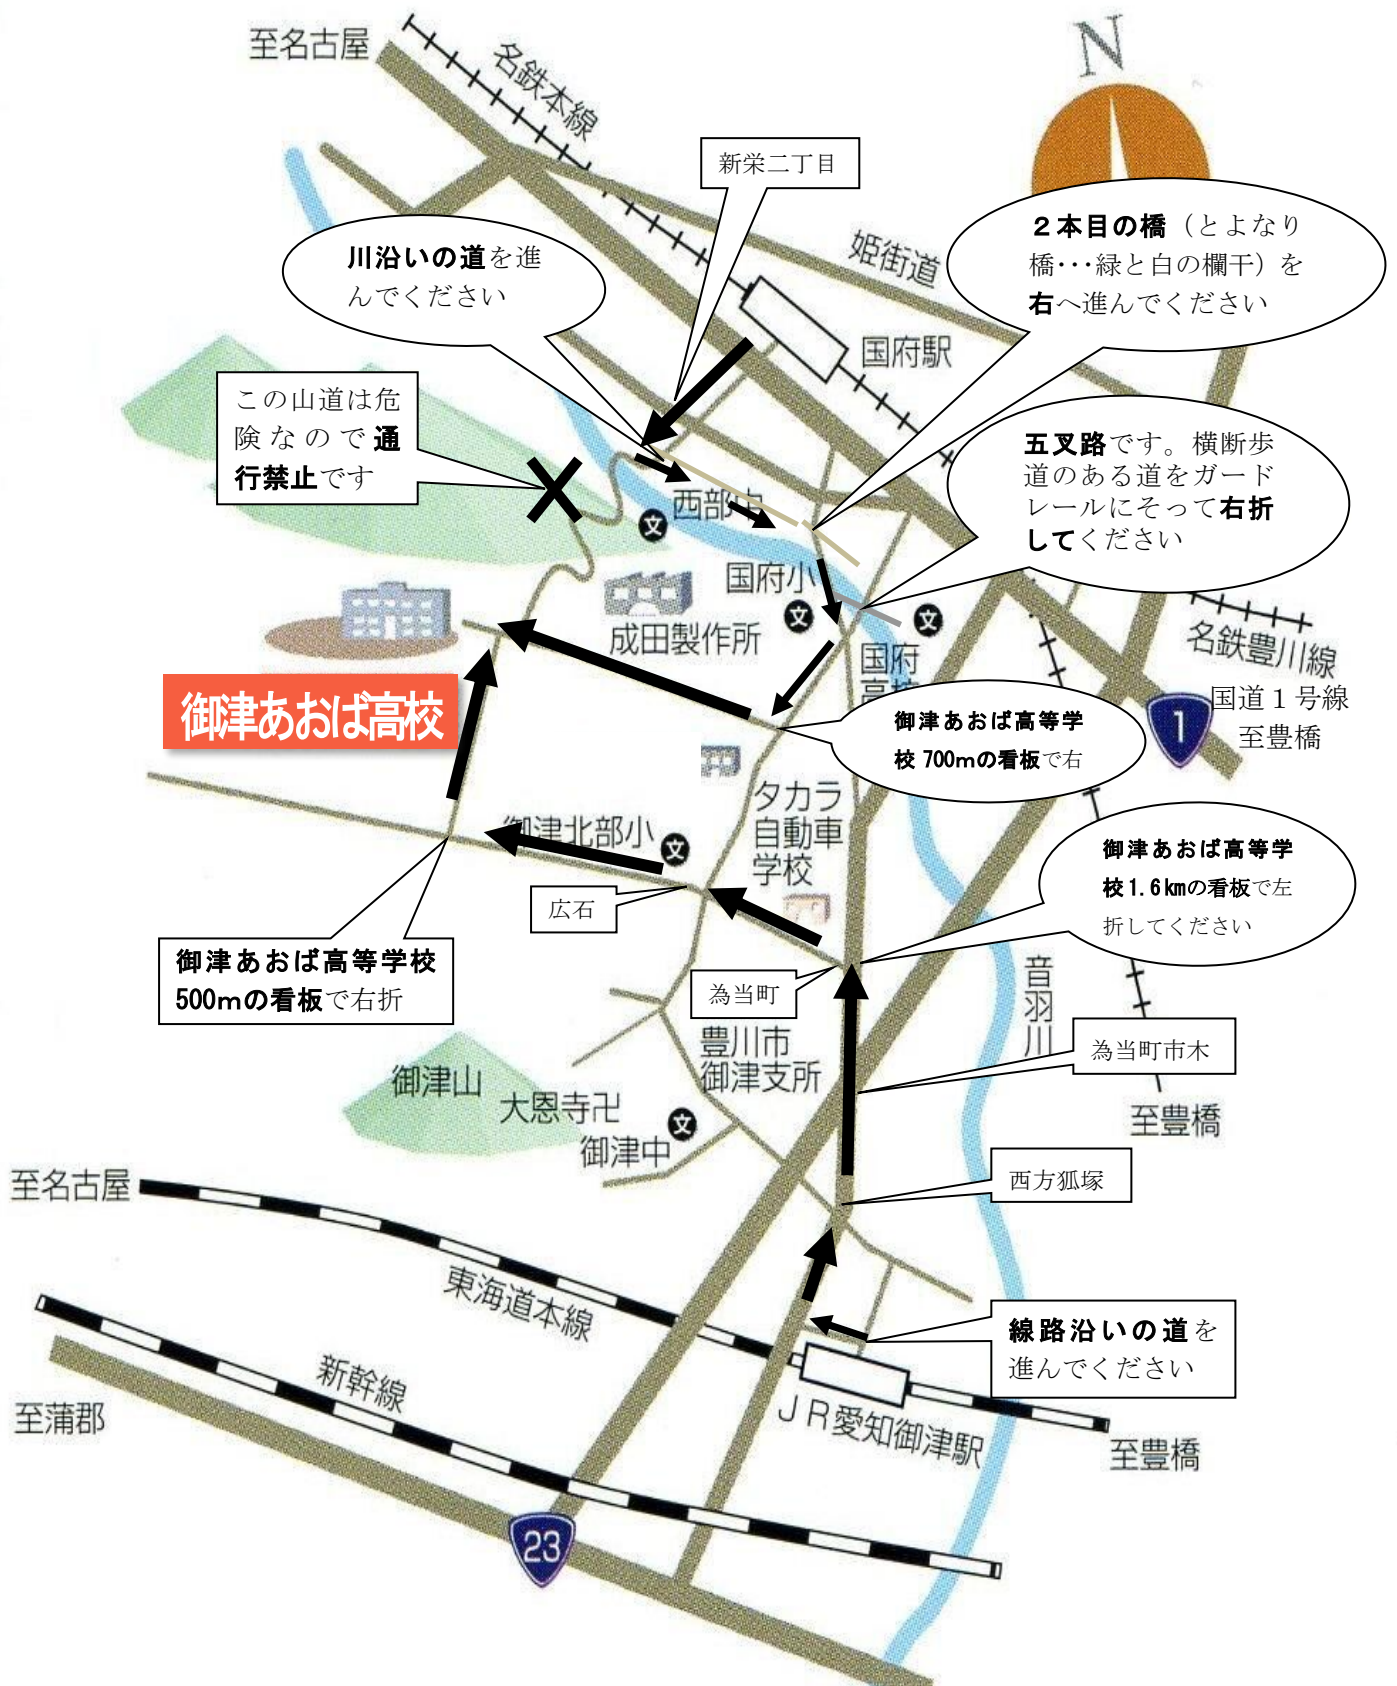 N
至名古屋
名鉄本線
新栄二丁目
川沿いの道を進
んでください
２本目の橋（とよなり
橋･･･緑と白の欄干）を
右へ進んでください
姫街道
国府駅
この山道は危
険なので通
行禁止です
五叉路です。横断歩
道のある道をガード
レールにそって右折
してください
西部中
文
国府小
文
文
成田製作所
国府
名鉄豊川線
国道１号線
至豊橋
1
御津あおば高校
御津あおば高等学
校 700mの看板で右
タカラ
自動車
学校
御津北部小
文
御津あおば高等学
校1.6kmの看板で左
折してください
広石
御津あおば高等学校
500mの看板で右折
為当町
音羽川
豊川市
御津支所
為当町市木
御津山
大恩寺卍
御津中
文
至豊橋
西方狐塚
至名古屋
東海道本線
線路沿いの道を
進んでください
新幹線
至蒲郡
ＪＲ愛知御津駅
至豊橋
23